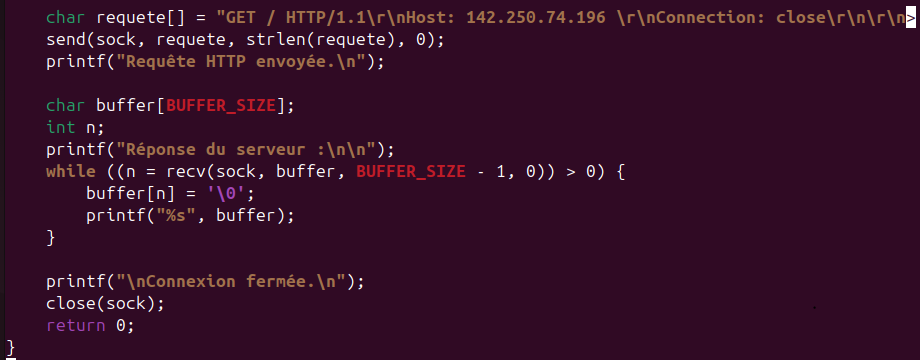 char requete[] = "GET / HTTP/1.1\r\nHost: 142.250.74.196 \r\nConnection: close\r\n\r\n>
send(sock, requete, strlen(requete), 0);
printf("Requête HTTP envoyée.\n");
char buffer[BUFFER_SIZE];
int n;
printf("Réponse du serveur :\n\n");
while ((n = recv(sock, buffer, BUFFER_SIZE - 1, 0)) > 0) {
buffer[n] = '\0';
printf("%s", buffer);
}
printf("\nConnexion fermée.\n");
close(sock);
return 0;
}